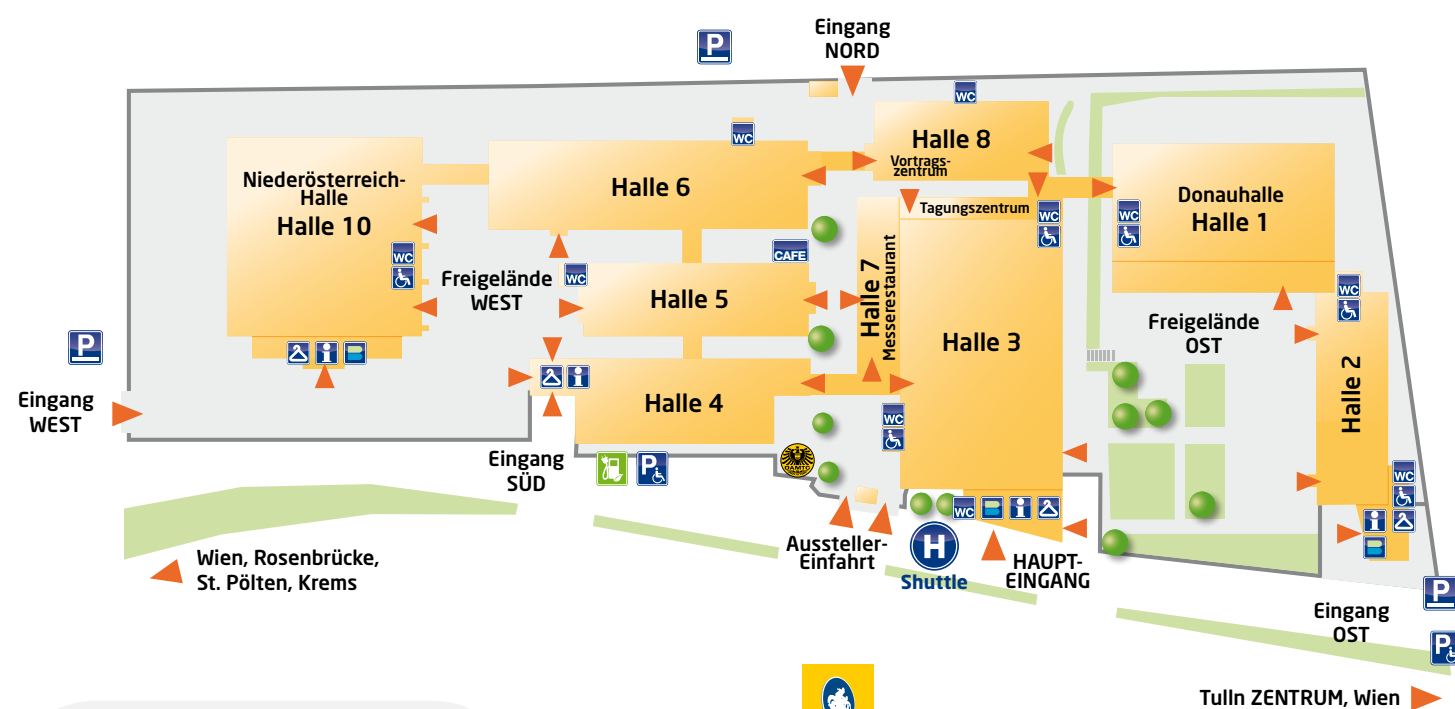 Eingang
NORD
P
WC
WC
Halle 8
Vortrags-
zentrum
Niederösterreich-
Halle
Halle 10
Halle 6
Tagungszentrum
WC
WC
Donauhalle
Halle 1
WC
CAFE
Freigelände
WEST
WC
Halle 5
Halle 7
Messerestaurant
Halle 3
WC
Freigelände
OST
Halle 2
P
i
i
Eingang
WEST
Halle 4
WC
Eingang
SÜD
P
ÖAMTC
WC
WC
i
i
Aussteller-
Einfahrt
H
Shuttle
HAUPT-
EINGANG
Wien, Rosenbrücke,
St. Pölten, Krems
P
Eingang
OST
P
Tulln ZENTRUM, Wien